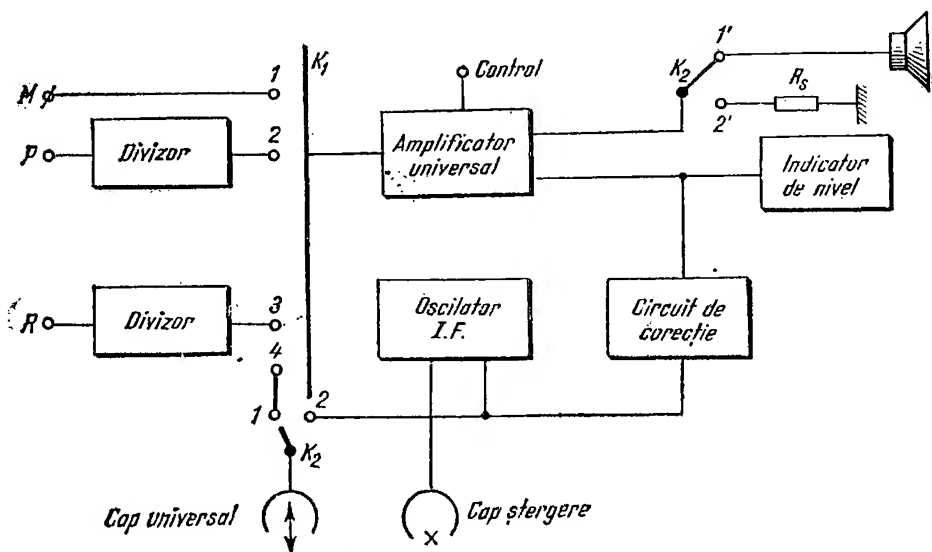 1'
K₁
K₂
Control
1
M
Rₛ
2
2'
P
Divizor
Amplificator
universal
Indicator
de nivel
3
R
Divizor
Oscilator
I.F.
Circuit de
corecție
4
1
2
K₂
Cap universal
Cap ștergere
X